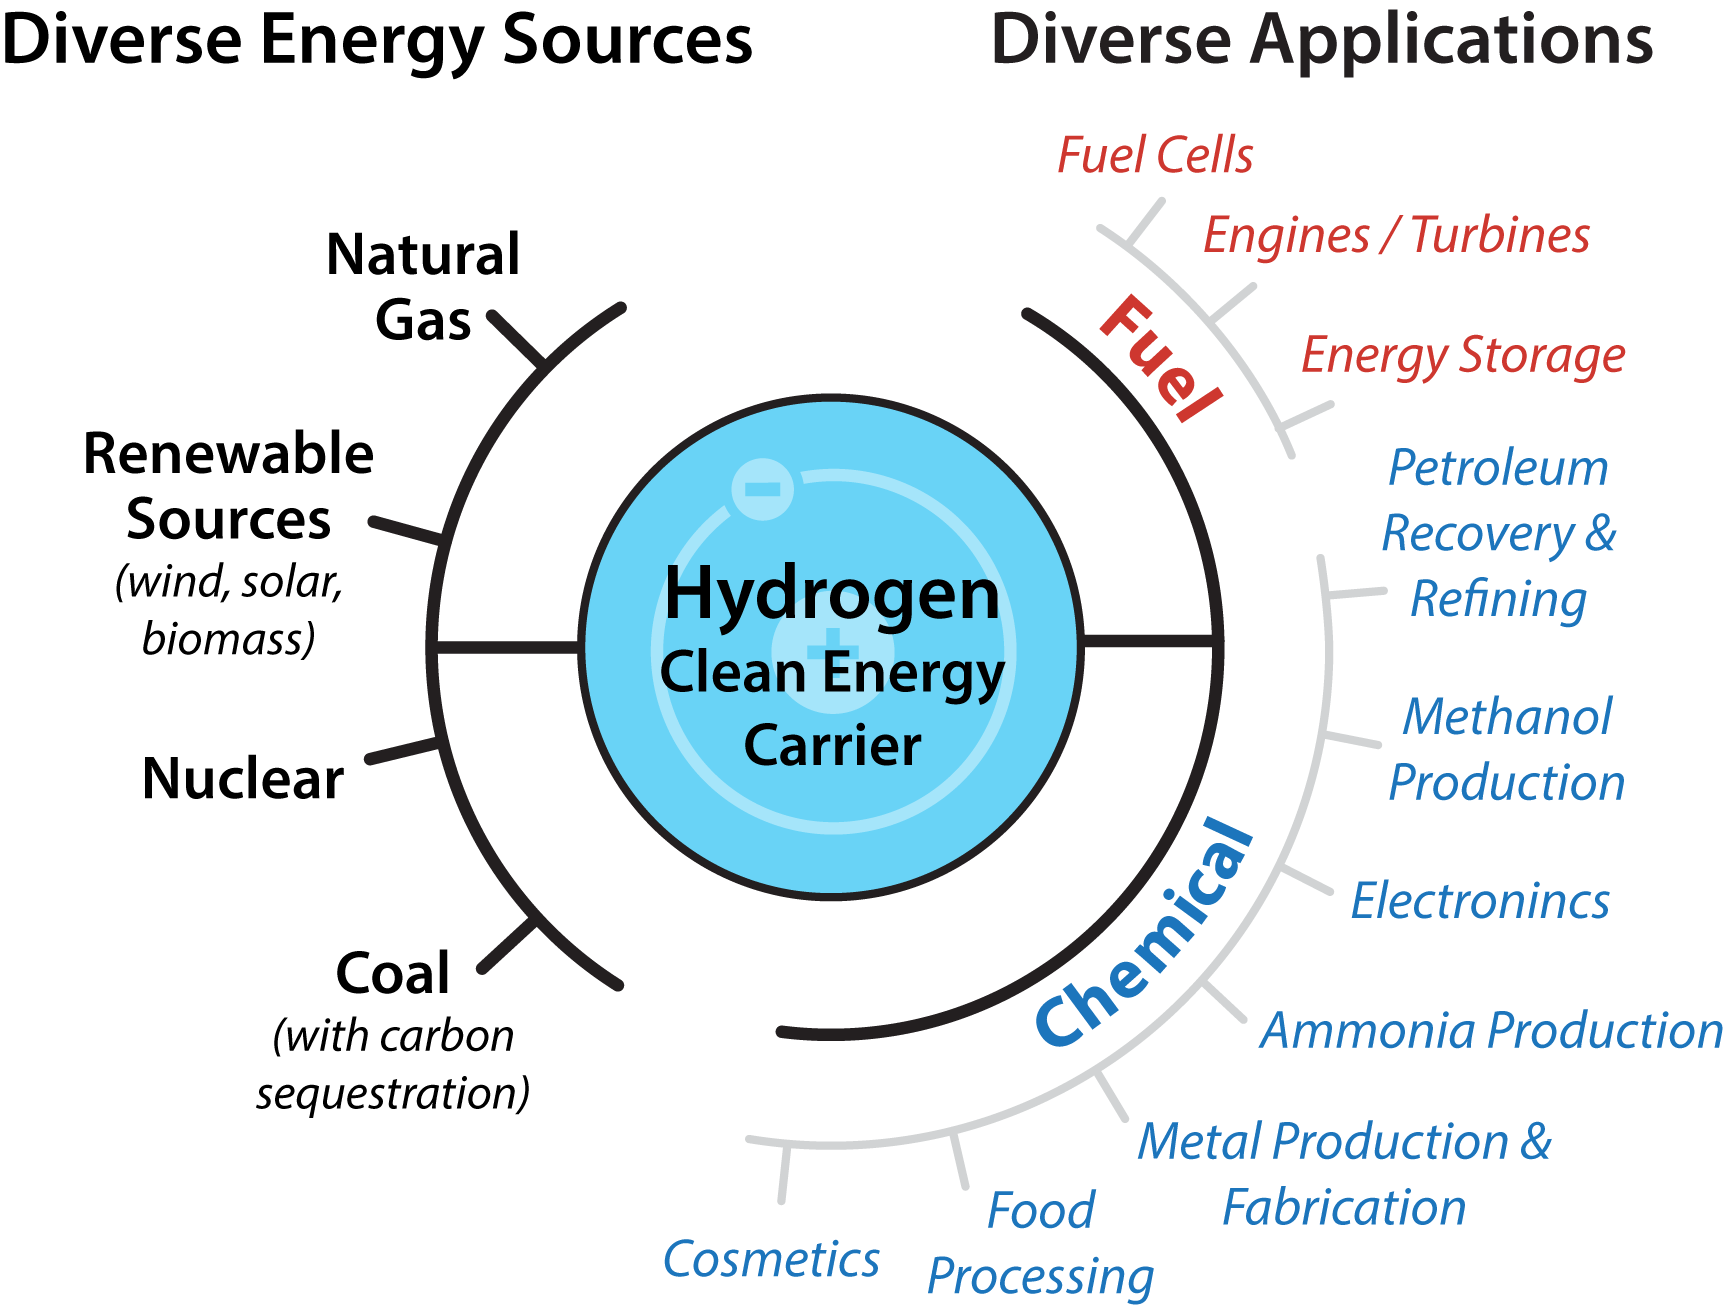 Diverse Energy Sources
Diverse Applications
Natural
Gas
Renewable
Sources
(wind, solar,
biomass)
Nuclear
Coal
(with carbon
sequestration)
Hydrogen
Clean Energy
Carrier
Fuel
Fuel Cells
Engines / Turbines
Energy Storage
Chemical
Petroleum
Recovery &
Refining
Methanol
Production
Electronincs
Ammonia Production
Metal Production &
Fabrication
Food
Processing
Cosmetics